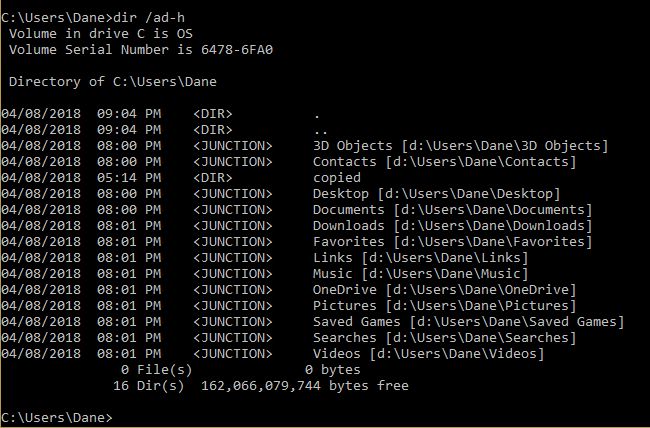 C:\Users\Dane>dir /ad-h
 Volume in drive C is OS
 Volume Serial Number is 6478-6FA0

 Directory of C:\Users\Dane

04/08/2018  09:04 PM    <DIR>          .
04/08/2018  09:04 PM    <DIR>          ..
04/08/2018  08:00 PM    <JUNCTION>     3D Objects [d:\Users\Dane\3D Objects]
04/08/2018  08:00 PM    <JUNCTION>     Contacts [d:\Users\Dane\Contacts]
04/08/2018  05:14 PM    <DIR>          copied
04/08/2018  08:00 PM    <JUNCTION>     Desktop [d:\Users\Dane\Desktop]
04/08/2018  08:00 PM    <JUNCTION>     Documents [d:\Users\Dane\Documents]
04/08/2018  08:01 PM    <JUNCTION>     Downloads [d:\Users\Dane\Downloads]
04/08/2018  08:01 PM    <JUNCTION>     Favorites [d:\Users\Dane\Favorites]
04/08/2018  08:01 PM    <JUNCTION>     Links [d:\Users\Dane\Links]
04/08/2018  08:01 PM    <JUNCTION>     Music [d:\Users\Dane\Music]
04/08/2018  08:01 PM    <JUNCTION>     OneDrive [d:\Users\Dane\OneDrive]
04/08/2018  08:01 PM    <JUNCTION>     Pictures [d:\Users\Dane\Pictures]
04/08/2018  08:01 PM    <JUNCTION>     Saved Games [d:\Users\Dane\Saved Games]
04/08/2018  08:01 PM    <JUNCTION>     Searches [d:\Users\Dane\Searches]
04/08/2018  08:01 PM    <JUNCTION>     Videos [d:\Users\Dane\Videos]
               0 File(s)              0 bytes
              16 Dir(s)  162,066,079,744 bytes free

C:\Users\Dane>